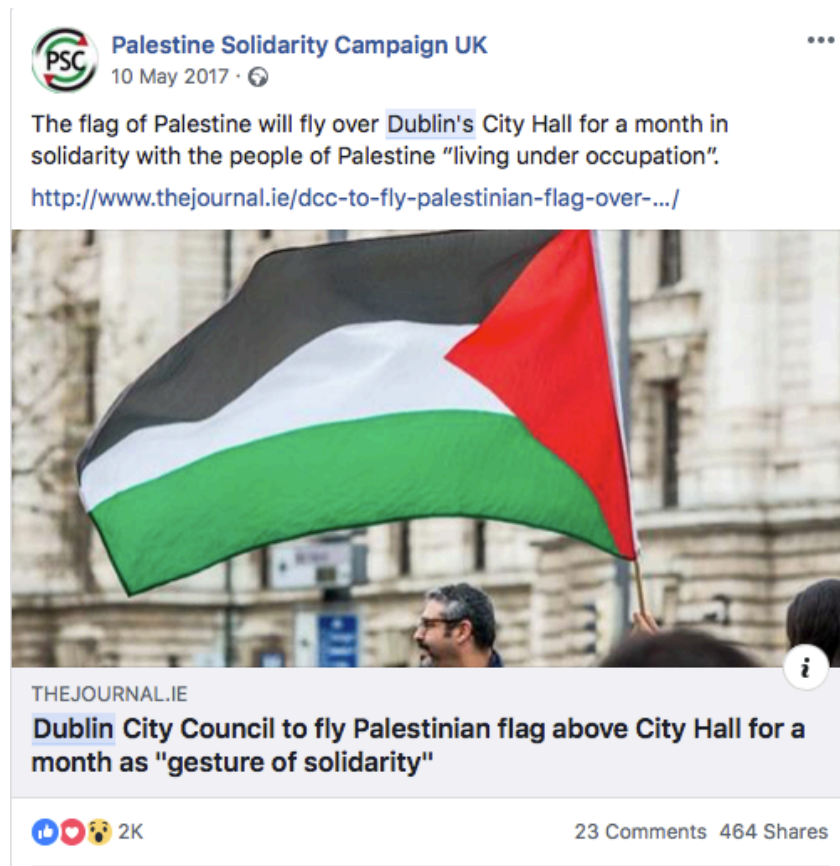 PSC
Palestine Solidarity Campaign UK
10 May 2017 ·
The flag of Palestine will fly over Dublin's City Hall for a month in
solidarity with the people of Palestine “living under occupation”.
http://www.thejournal.ie/dcc-to-fly-palestinian-flag-over-.../
i
THEJOURNAL.IE
Dublin City Council to fly Palestinian flag above City Hall for a
month as "gesture of solidarity"
2K
23 Comments 464 Shares